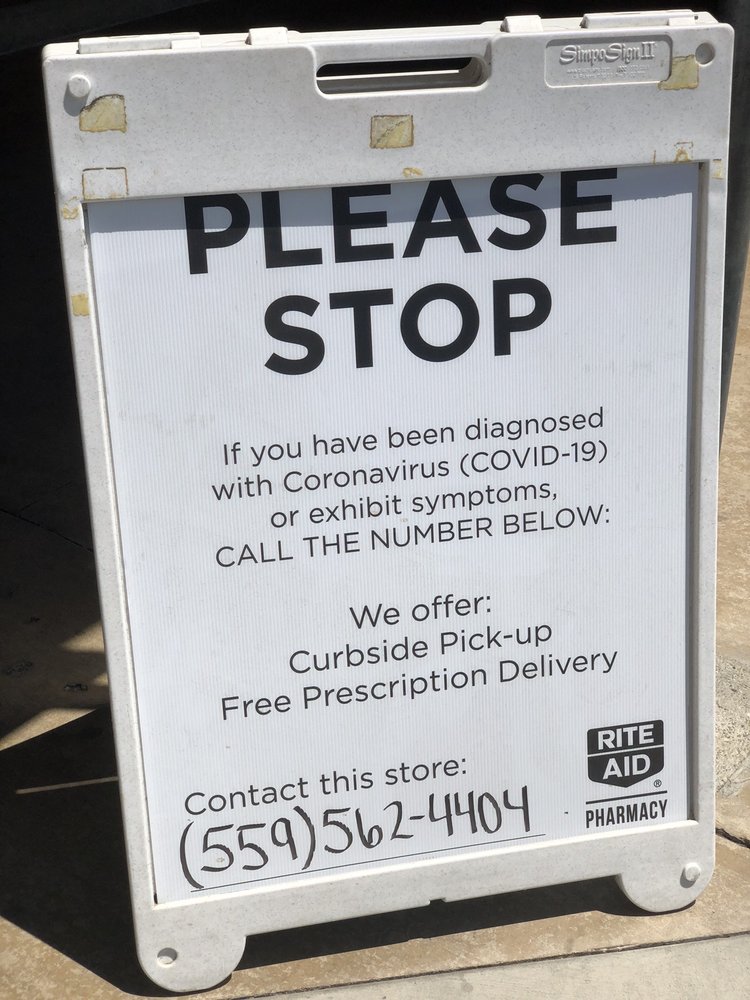 SimpoSign II
PLEASE
STOP
If you have been diagnosed
with Coronavirus (COVID-19)
or exhibit symptoms,
CALL THE NUMBER BELOW:
We offer:
Curbside Pick-up
Free Prescription Delivery
Contact this store:
(559)562-4404
RITE
AID
®
PHARMACY